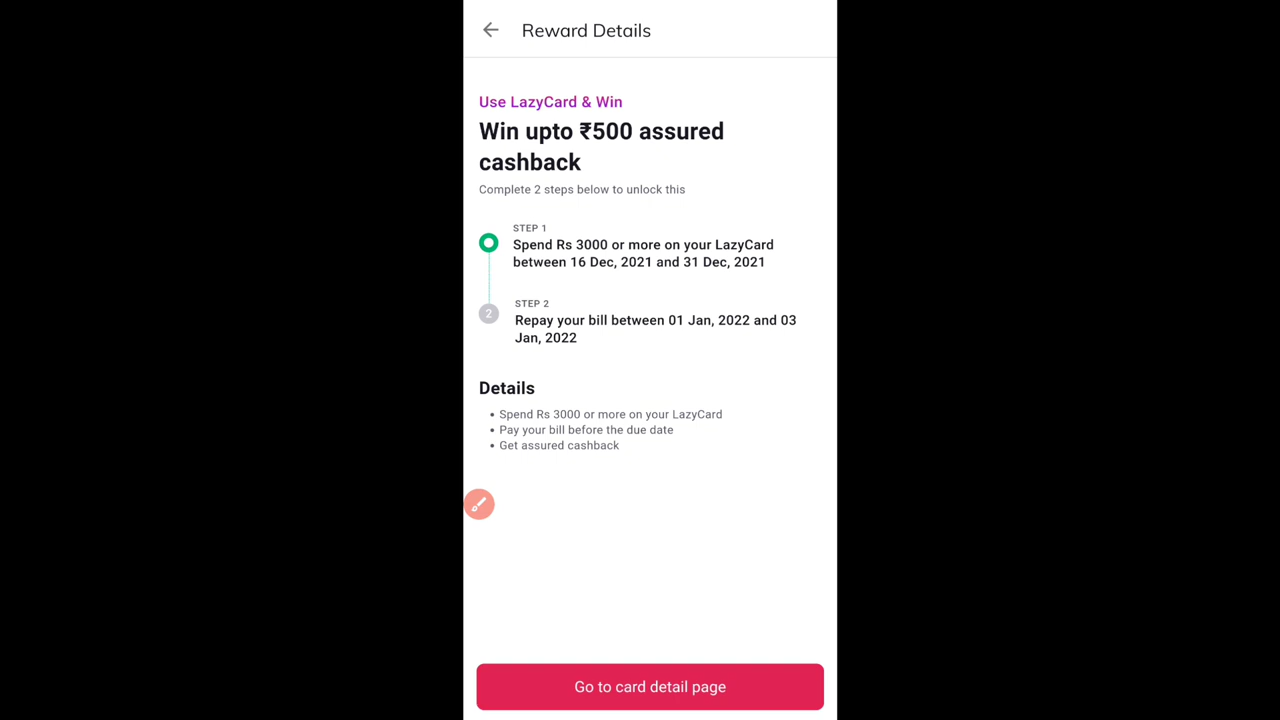 Reward Details
Use LazyCard & Win
Win upto ₹500 assured
cashback
Complete 2 steps below to unlock this
STEP 1
Spend Rs 3000 or more on your LazyCard
between 16 Dec, 2021 and 31 Dec, 2021
STEP 2
2
Repay your bill between 01 Jan, 2022 and 03
Jan, 2022
Details
• Spend Rs 3000 or more on your LazyCard
• Pay your bill before the due date
• Get assured cashback
Go to card detail page